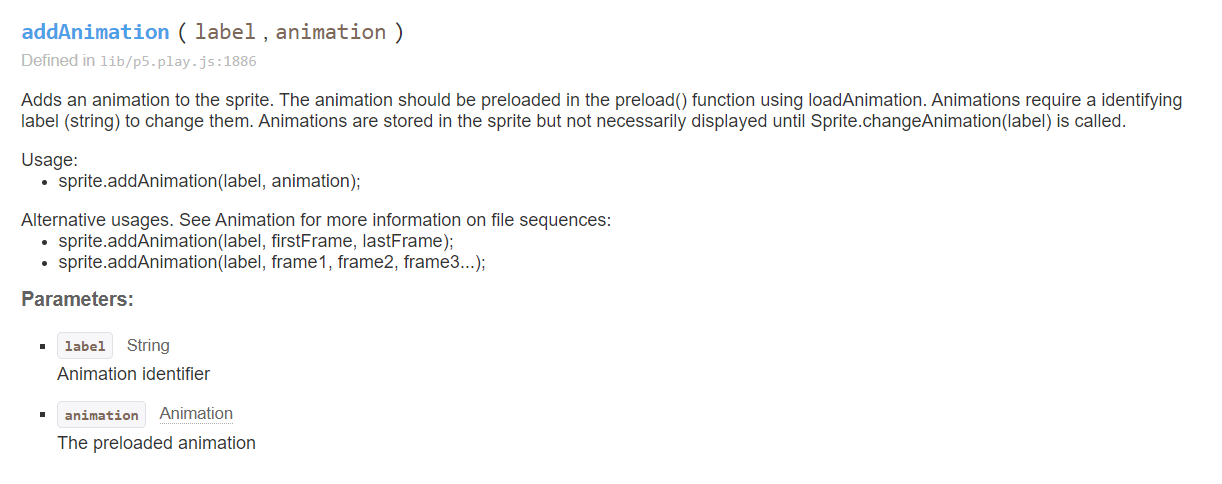 addAnimation ( label , animation )
Defined in lib/p5.play.js:1886
Adds an animation to the sprite. The animation should be preloaded in the preload() function using loadAnimation. Animations require a identifying
label (string) to change them. Animations are stored in the sprite but not necessarily displayed until Sprite.changeAnimation(label) is called.
Usage:
• sprite.addAnimation(label, animation);
Alternative usages. See Animation for more information on file sequences:
• sprite.addAnimation(label, firstFrame, lastFrame);
• sprite.addAnimation(label, frame1, frame2, frame3...);
Parameters:
▪ label String
Animation identifier
▪ animation Animation
The preloaded animation